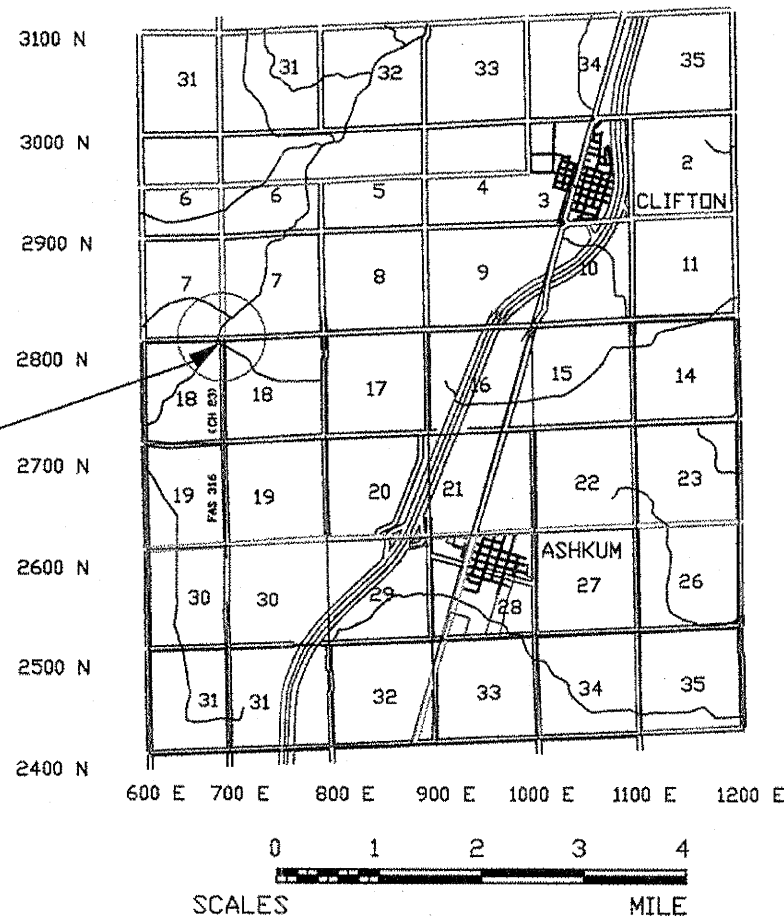 3100 N
31 31 32 33 34 35
3000 N
2
6 6 5 4 3 CLIFTON
2900 N
7 7 8 9 10 11
2800 N
18 18 17 16 15 14
(CH 23)
2700 N
19 19 20 21 22 23
FAS 316
2600 N
ASHKUM
30 30 29 28 27 26
2500 N
31 31 32 33 34 35
2400 N
600 E 700 E 800 E 900 E 1000 E 1100 E 1200 E
0 1 2 3 4
SCALES MILE